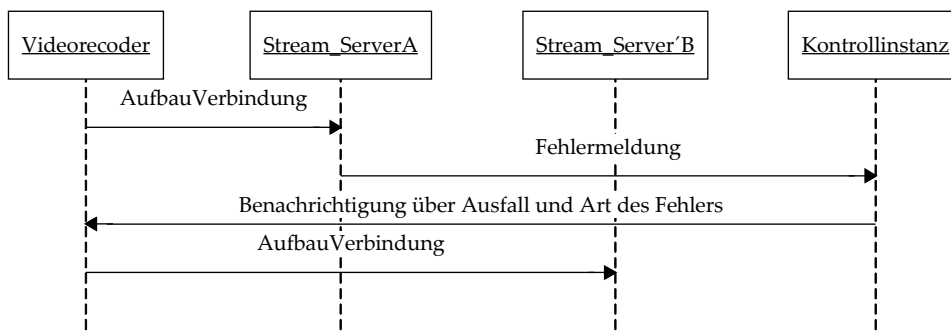 Videorecoder
Stream_ServerA
Stream_Server´B
Kontrollinstanz
AufbauVerbindung
Fehlermeldung
Benachrichtigung über Ausfall und Art des Fehlers
AufbauVerbindung